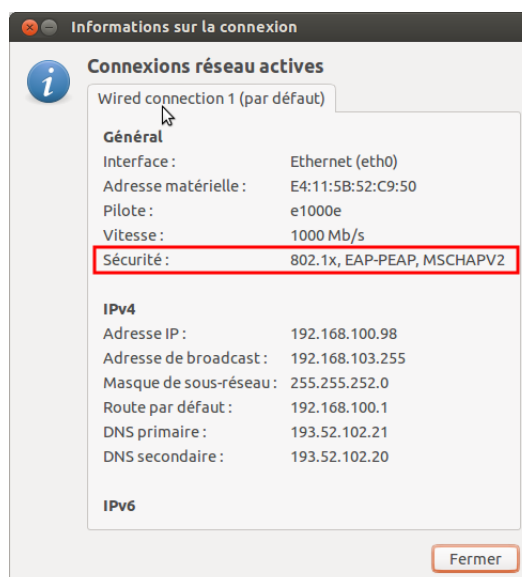 Informations sur la connexion
Connexions réseau actives
Wired connection 1 (par défaut)
Général
Interface : Ethernet (eth0)
Adresse matérielle : E4:11:5B:52:C9:50
Pilote : e1000e
Vitesse : 1000 Mb/s
Sécurité : 802.1x, EAP-PEAP, MSCHAPV2
IPv4
Adresse IP : 192.168.100.98
Adresse de broadcast : 192.168.103.255
Masque de sous-réseau : 255.255.252.0
Route par défaut : 192.168.100.1
DNS primaire : 193.52.102.21
DNS secondaire : 193.52.102.20
IPv6
Fermer